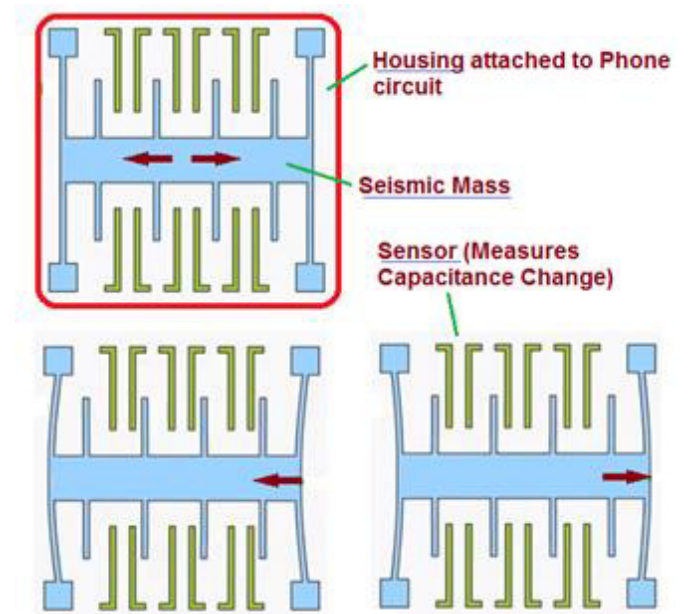 Housing attached to Phone
circuit
Seismic Mass
Sensor (Measures
Capacitance Change)